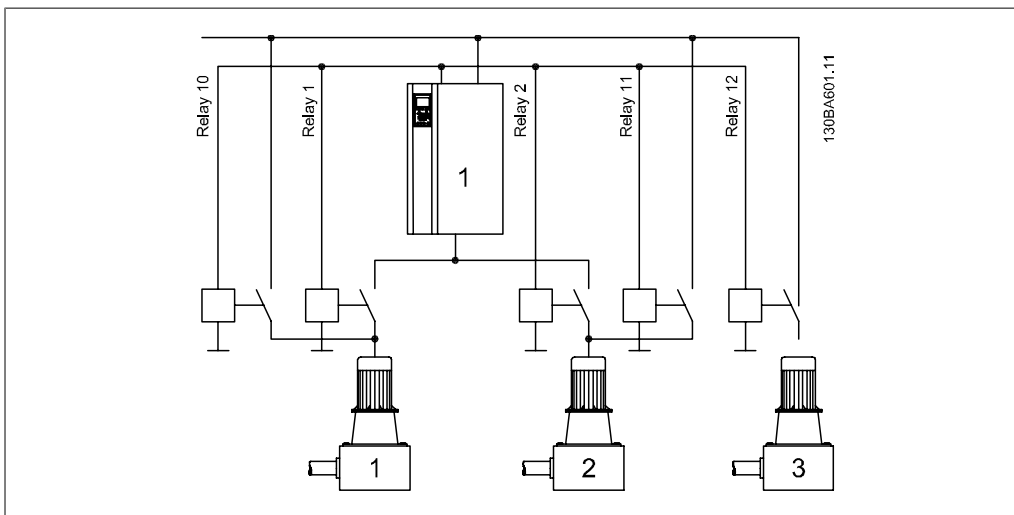 Relay 10
Relay 1
Relay 2
Relay 11
Relay 12
130BA601.11
1
1
2
3